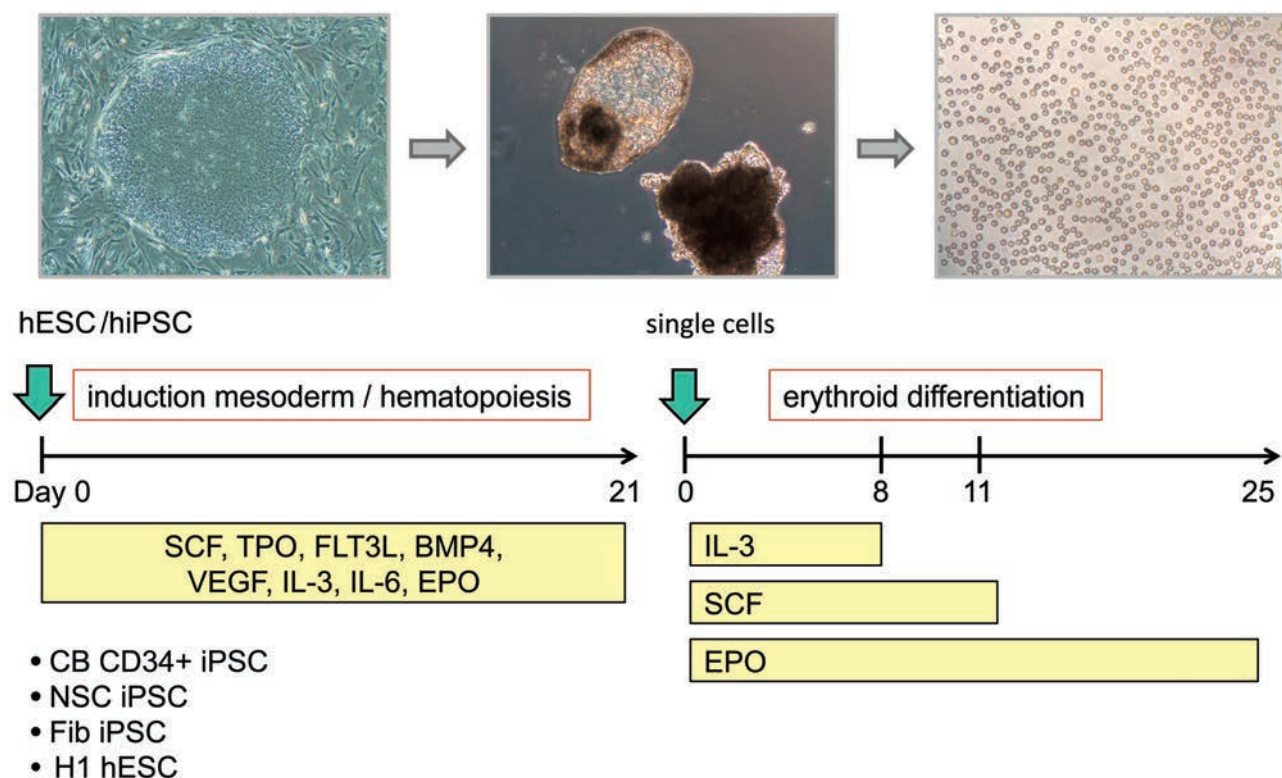 hESC/hiPSC
single cells
induction mesoderm / hematopoiesis
erythroid differentiation
Day 0
21
0
8
11
25
SCF, TPO, FLT3L, BMP4,
VEGF, IL-3, IL-6, EPO
IL-3
SCF
EPO
• CB CD34+ iPSC
• NSC iPSC
• Fib iPSC
• H1 hESC